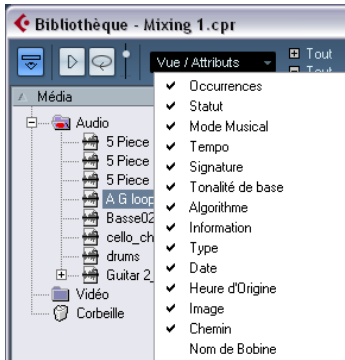 Bibliothèque - Mixing 1.cpr
Vue / Attributs
Tout
Tout
Média
Audio
5 Piece
5 Piece
5 Piece
A G loop
Basse02
cello_ch
drums
Guitar 2_
Vidéo
Corbeille
Occurrences
Statut
Mode Musical
Tempo
Signature
Tonalité de base
Algorithme
Information
Type
Date
Heure d'Origine
Image
Chemin
Nom de Bobine